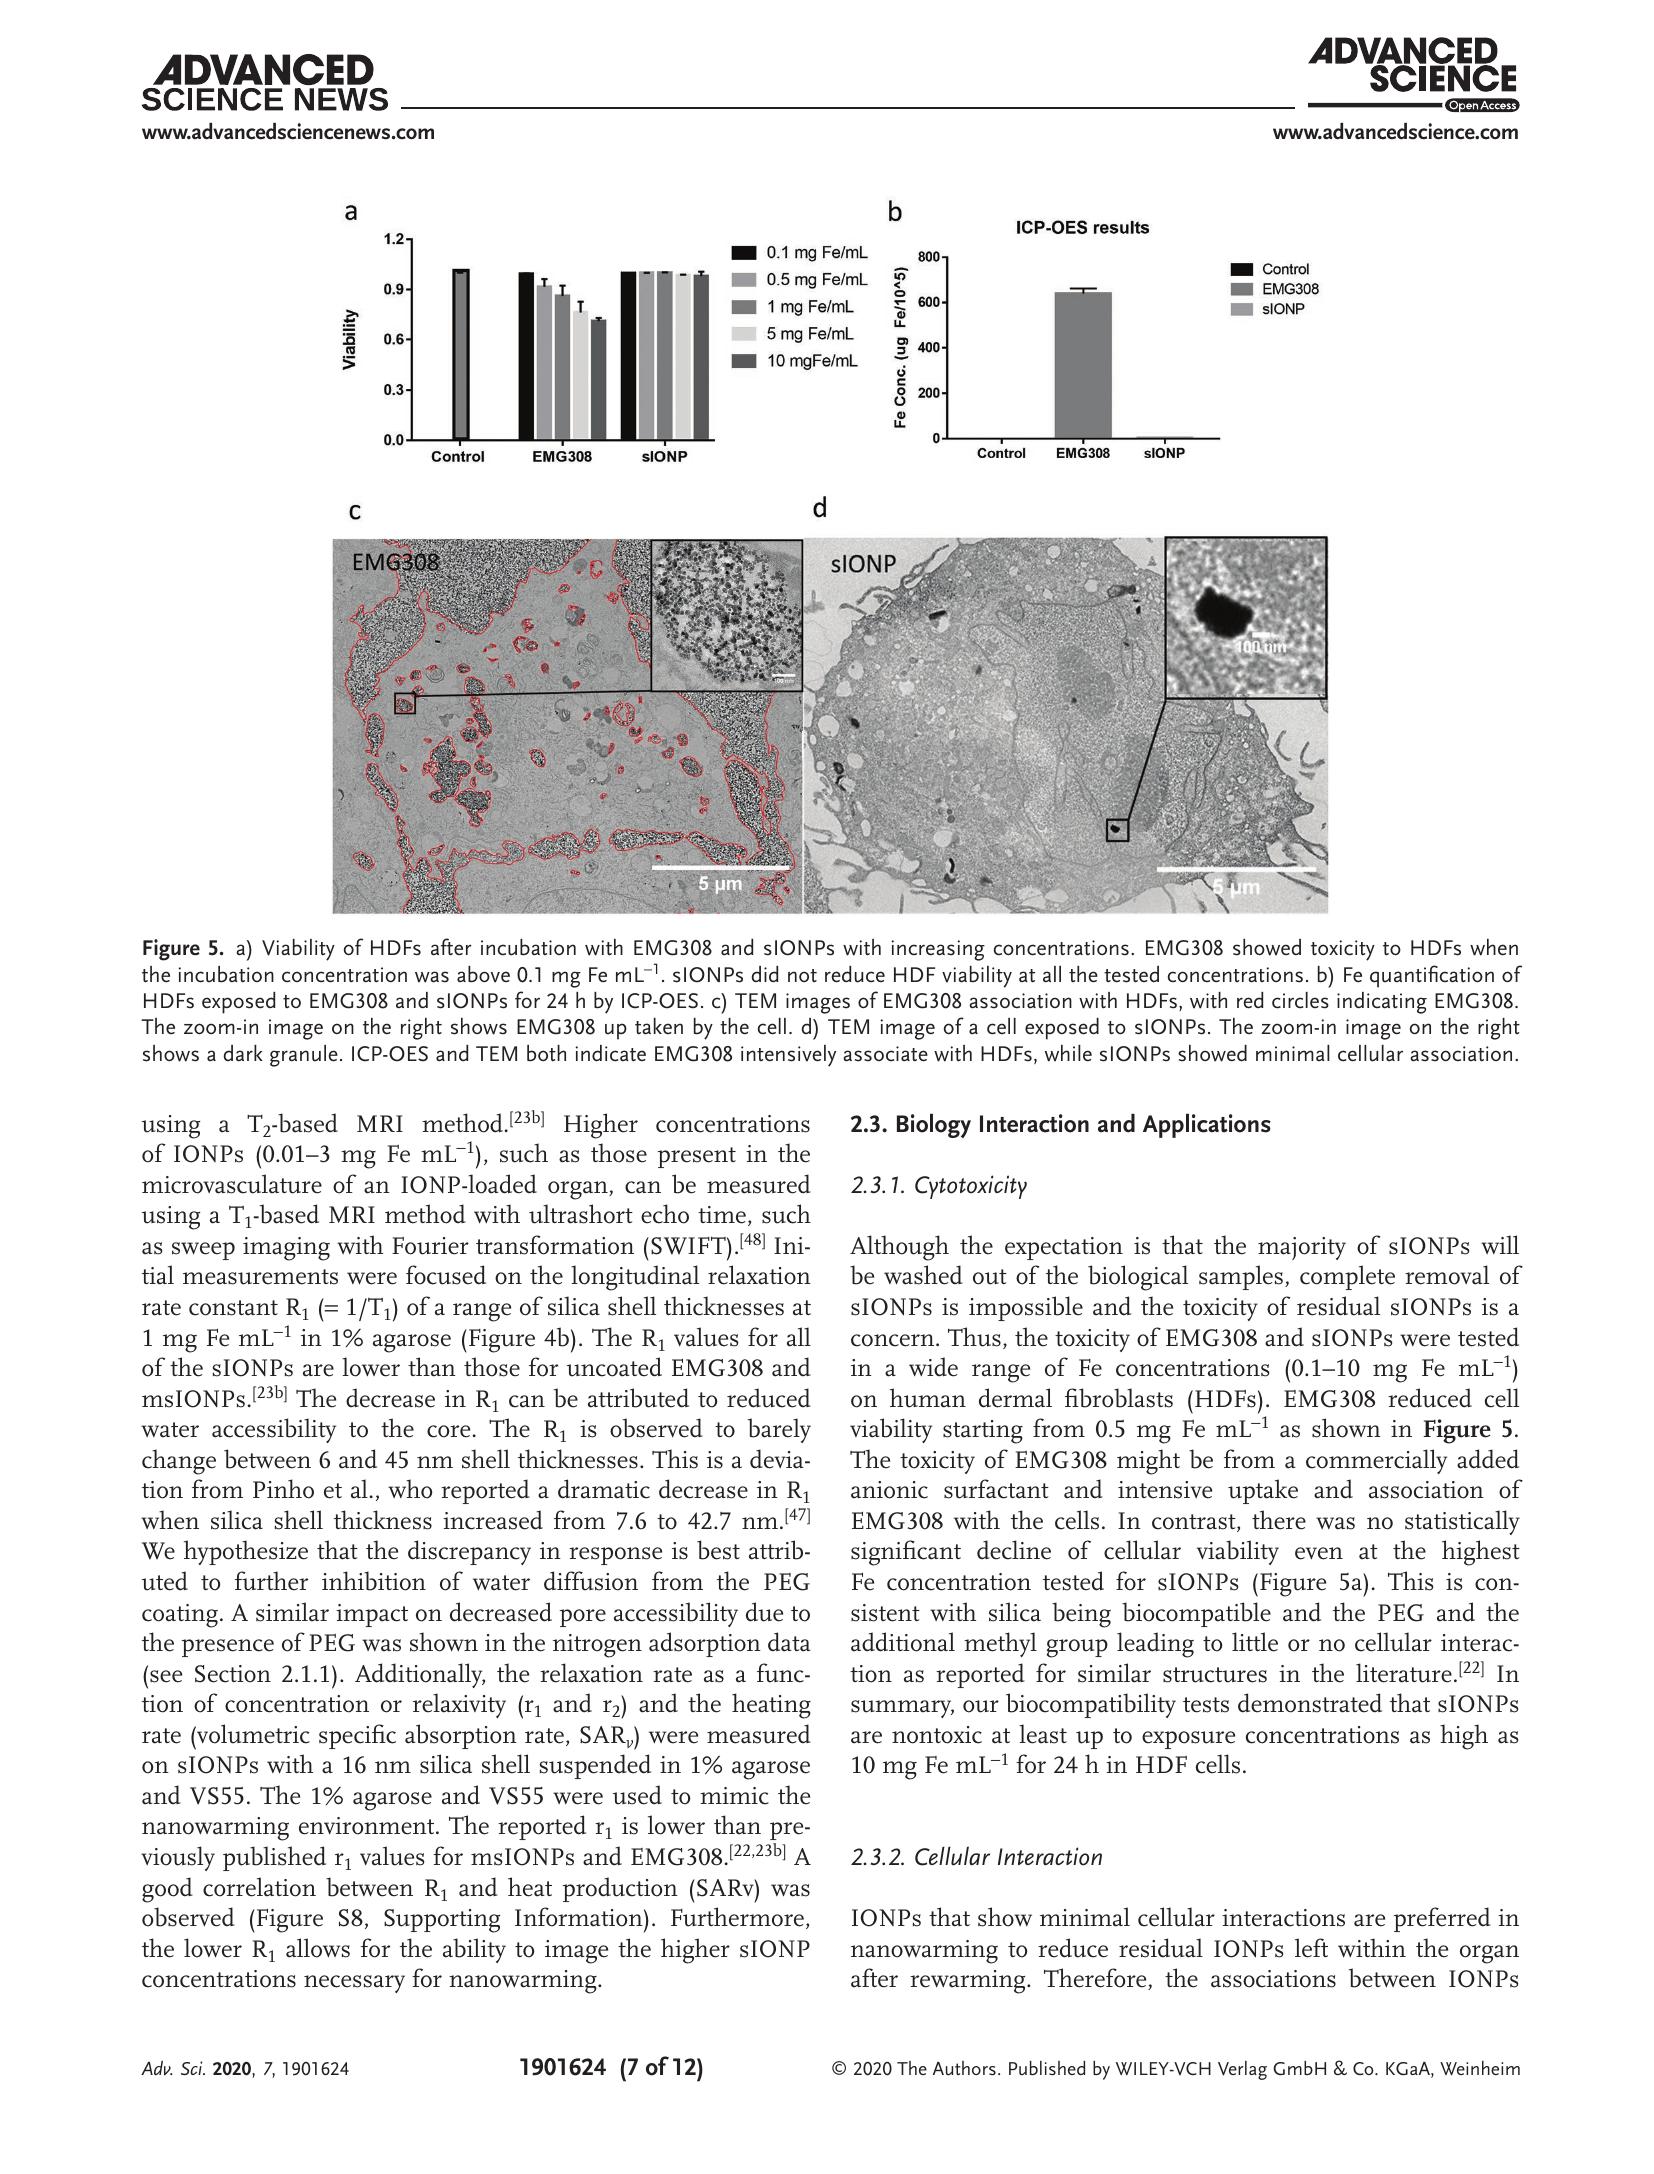 ADVANCED
SCIENCE NEWS
www.advancedsciencenews.com
ADVANCED
SCIENCE
Open Access
www.advancedscience.com
a
1.2
0.9
0.6
0.3
0.0
Viability
Control
EMG308
sIONP
0.1 mg Fe/mL
0.5 mg Fe/mL
1 mg Fe/mL
5 mg Fe/mL
10 mgFe/mL
b
ICP-OES results
800
600
400
200
0
Fe Conc. (ug Fe/10^5)
Control
EMG308
sIONP
Control
EMG308
sIONP
c
EMG308
100 nm
5 µm
d
sIONP
100 nm
5 µm
Figure 5. a) Viability of HDFs after incubation with EMG308 and sIONPs with increasing concentrations. EMG308 showed toxicity to HDFs when
the incubation concentration was above 0.1 mg Fe mL⁻¹. sIONPs did not reduce HDF viability at all the tested concentrations. b) Fe quantification of
HDFs exposed to EMG308 and sIONPs for 24 h by ICP-OES. c) TEM images of EMG308 association with HDFs, with red circles indicating EMG308.
The zoom-in image on the right shows EMG308 up taken by the cell. d) TEM image of a cell exposed to sIONPs. The zoom-in image on the right
shows a dark granule. ICP-OES and TEM both indicate EMG308 intensively associate with HDFs, while sIONPs showed minimal cellular association.
using a T₂-based MRI method.[23b] Higher concentrations
of IONPs (0.01–3 mg Fe mL⁻¹), such as those present in the
microvasculature of an IONP-loaded organ, can be measured
using a T₁-based MRI method with ultrashort echo time, such
as sweep imaging with Fourier transformation (SWIFT).[48] Ini-
tial measurements were focused on the longitudinal relaxation
rate constant R₁ (= 1/T₁) of a range of silica shell thicknesses at
1 mg Fe mL⁻¹ in 1% agarose (Figure 4b). The R₁ values for all
of the sIONPs are lower than those for uncoated EMG308 and
msIONPs.[23b] The decrease in R₁ can be attributed to reduced
water accessibility to the core. The R₁ is observed to barely
change between 6 and 45 nm shell thicknesses. This is a devia-
tion from Pinho et al., who reported a dramatic decrease in R₁
when silica shell thickness increased from 7.6 to 42.7 nm.[47]
We hypothesize that the discrepancy in response is best attrib-
uted to further inhibition of water diffusion from the PEG
coating. A similar impact on decreased pore accessibility due to
the presence of PEG was shown in the nitrogen adsorption data
(see Section 2.1.1). Additionally, the relaxation rate as a func-
tion of concentration or relaxivity (r₁ and r₂) and the heating
rate (volumetric specific absorption rate, SARᵥ) were measured
on sIONPs with a 16 nm silica shell suspended in 1% agarose
and VS55. The 1% agarose and VS55 were used to mimic the
nanowarming environment. The reported r₁ is lower than pre-
viously published r₁ values for msIONPs and EMG308.[22,23b] A
good correlation between R₁ and heat production (SARv) was
observed (Figure S8, Supporting Information). Furthermore,
the lower R₁ allows for the ability to image the higher sIONP
concentrations necessary for nanowarming.
2.3. Biology Interaction and Applications
2.3.1. Cytotoxicity
Although the expectation is that the majority of sIONPs will
be washed out of the biological samples, complete removal of
sIONPs is impossible and the toxicity of residual sIONPs is a
concern. Thus, the toxicity of EMG308 and sIONPs were tested
in a wide range of Fe concentrations (0.1–10 mg Fe mL⁻¹)
on human dermal fibroblasts (HDFs). EMG308 reduced cell
viability starting from 0.5 mg Fe mL⁻¹ as shown in Figure 5.
The toxicity of EMG308 might be from a commercially added
anionic surfactant and intensive uptake and association of
EMG308 with the cells. In contrast, there was no statistically
significant decline of cellular viability even at the highest
Fe concentration tested for sIONPs (Figure 5a). This is con-
sistent with silica being biocompatible and the PEG and the
additional methyl group leading to little or no cellular interac-
tion as reported for similar structures in the literature.[22] In
summary, our biocompatibility tests demonstrated that sIONPs
are nontoxic at least up to exposure concentrations as high as
10 mg Fe mL⁻¹ for 24 h in HDF cells.
2.3.2. Cellular Interaction
IONPs that show minimal cellular interactions are preferred in
nanowarming to reduce residual IONPs left within the organ
after rewarming. Therefore, the associations between IONPs
Adv. Sci. 2020, 7, 1901624
1901624 (7 of 12)
© 2020 The Authors. Published by WILEY-VCH Verlag GmbH & Co. KGaA, Weinheim